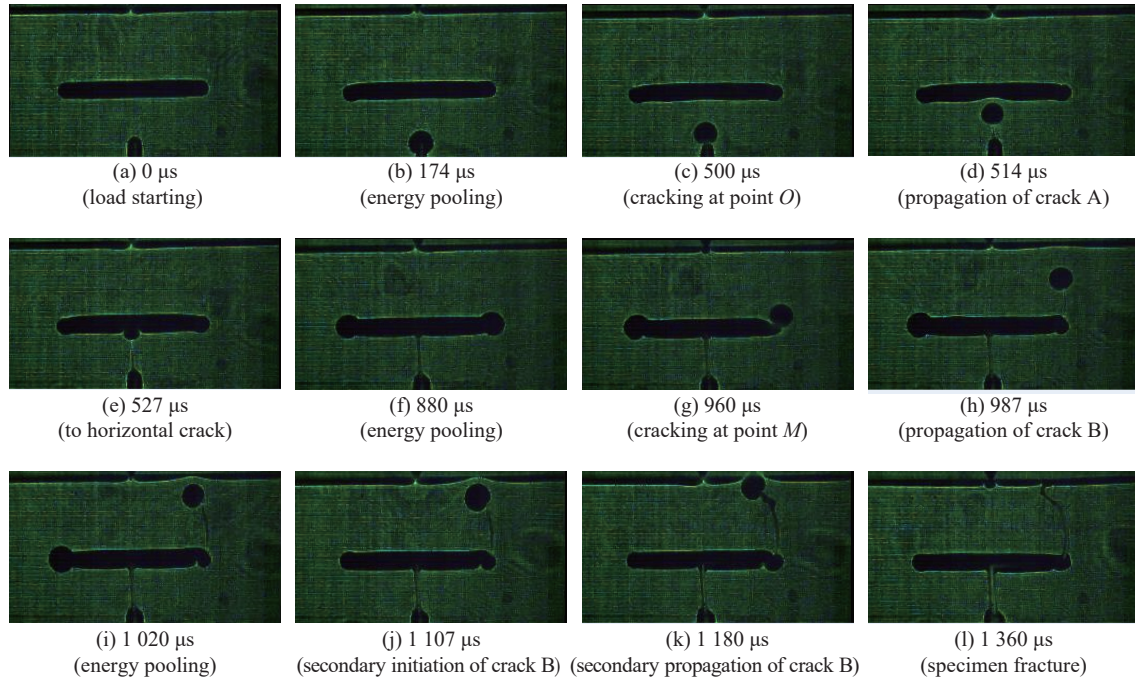 (a) 0 μs
(load starting)
(b) 174 μs
(energy pooling)
(c) 500 μs
(cracking at point O)
(d) 514 μs
(propagation of crack A)
(e) 527 μs
(to horizontal crack)
(f) 880 μs
(energy pooling)
(g) 960 μs
(cracking at point M)
(h) 987 μs
(propagation of crack B)
(i) 1 020 μs
(energy pooling)
(j) 1 107 μs
(secondary initiation of crack B)
(k) 1 180 μs
(secondary propagation of crack B)
(l) 1 360 μs
(specimen fracture)